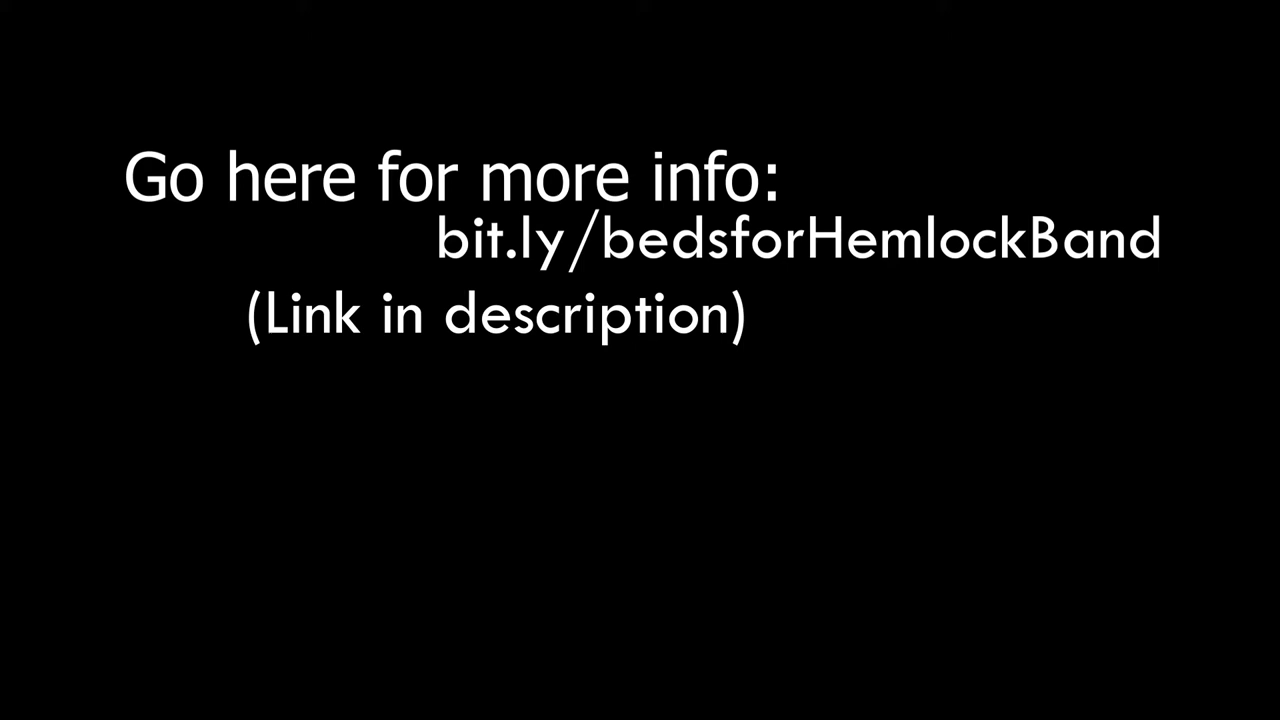 Go here for more info:
bit.ly/bedsforHemlockBand
(Link in description)